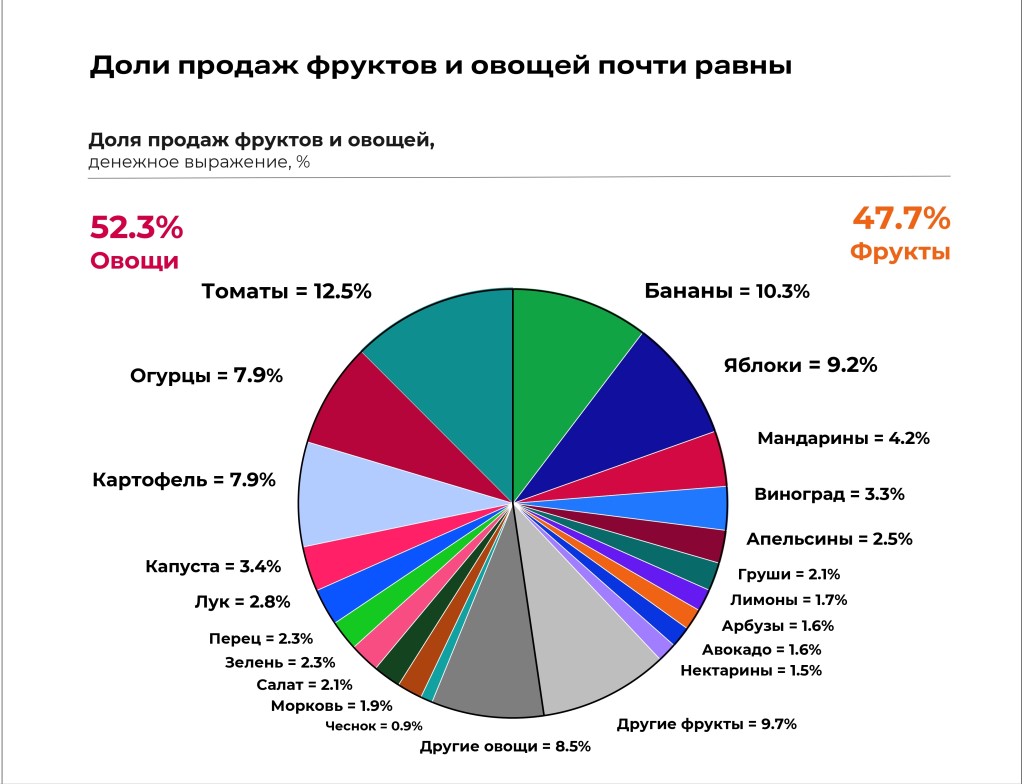 Доли продаж фруктов и овощей почти равны
Доля продаж фруктов и овощей,
денежное выражение, %
52.3%
Овощи
47.7%
Фрукты
Томаты = 12.5%
Огурцы = 7.9%
Картофель = 7.9%
Капуста = 3.4%
Лук = 2.8%
Перец = 2.3%
Зелень = 2.3%
Салат = 2.1%
Морковь = 1.9%
Чеснок = 0.9%
Другие овощи = 8.5%
Бананы = 10.3%
Яблоки = 9.2%
Мандарины = 4.2%
Виноград = 3.3%
Апельсины = 2.5%
Груши = 2.1%
Лимоны = 1.7%
Арбузы = 1.6%
Авокадо = 1.6%
Нектарины = 1.5%
Другие фрукты = 9.7%